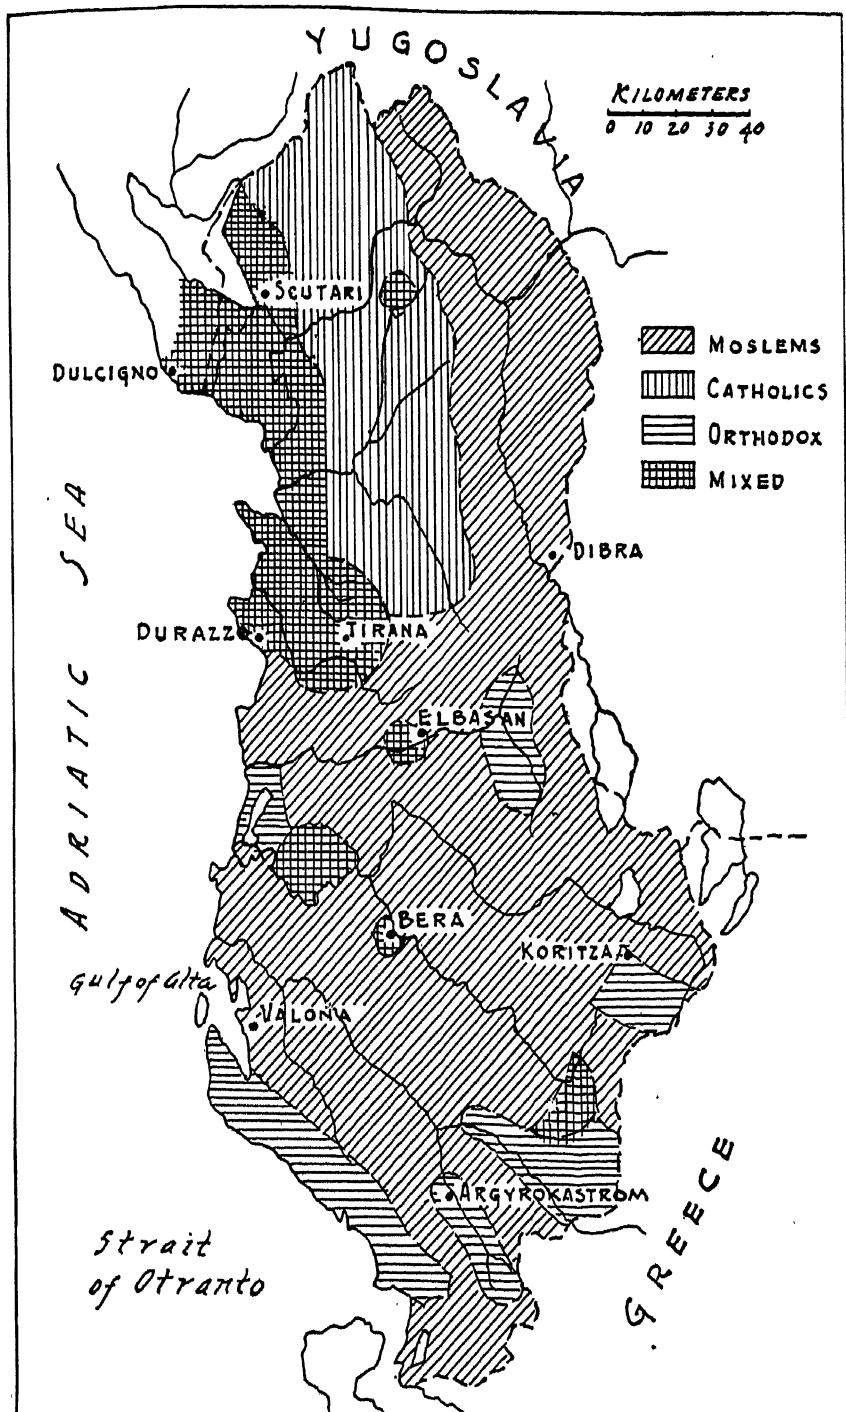 YUGOSLAVIA
KILOMETERS
0 10 20 30 40
SCUTARI
MOSLEMS
DULCIGNO
CATHOLICS
ORTHODOX
MIXED
ADRIATIC SEA
DIBRA
DURAZZ
TIRANA
ELBASAN
BERA
KORITZA
Gulf of Alta
VALONA
ARGYROKASTROM
Strait
of Otranto
GREECE